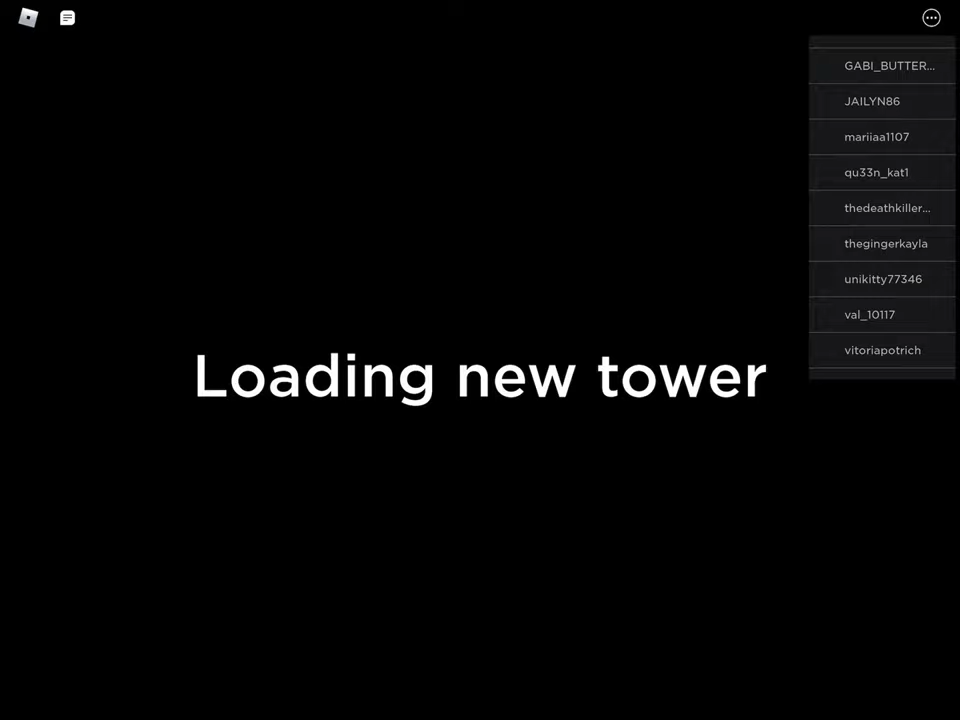 GABI_BUTTER...
JAILYN86
mariiaa1107
qu33n_kat1
thedeathkiller...
thegingerkayla
unikitty77346
val_10117
vitoriapotrich
Loading new tower